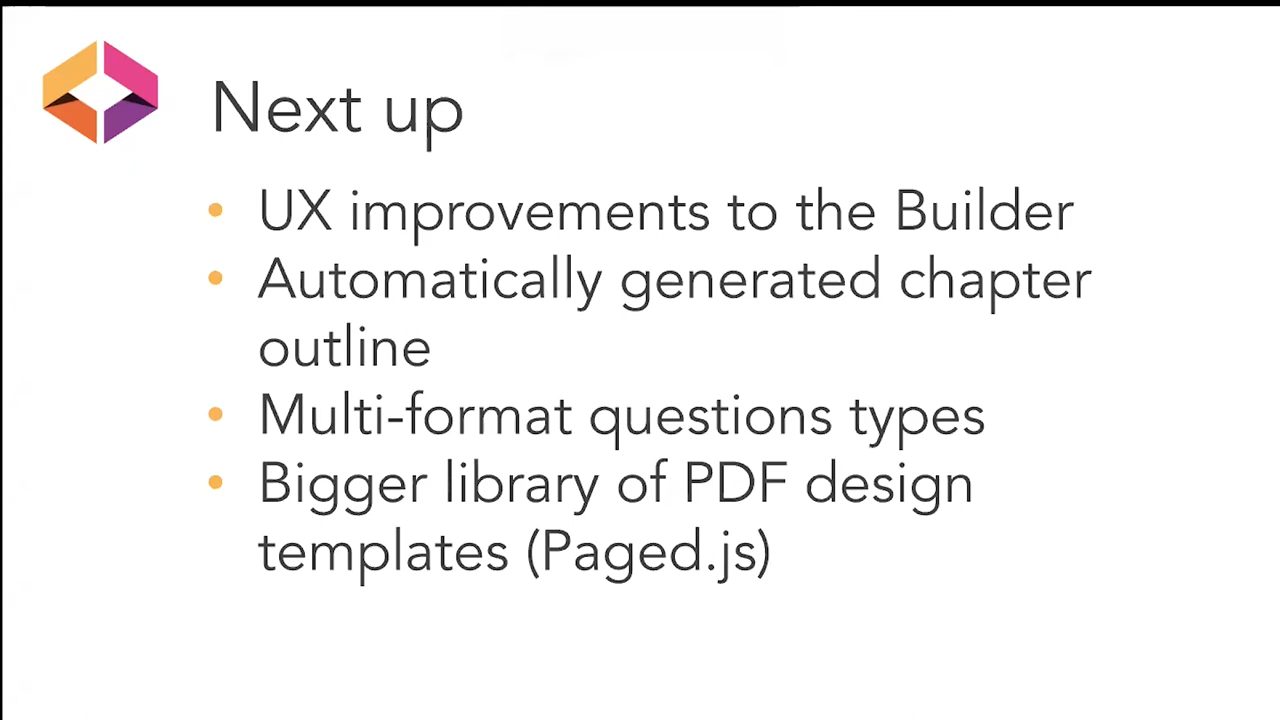 Next up
• UX improvements to the Builder
• Automatically generated chapter
outline
• Multi-format questions types
• Bigger library of PDF design
templates (Paged.js)